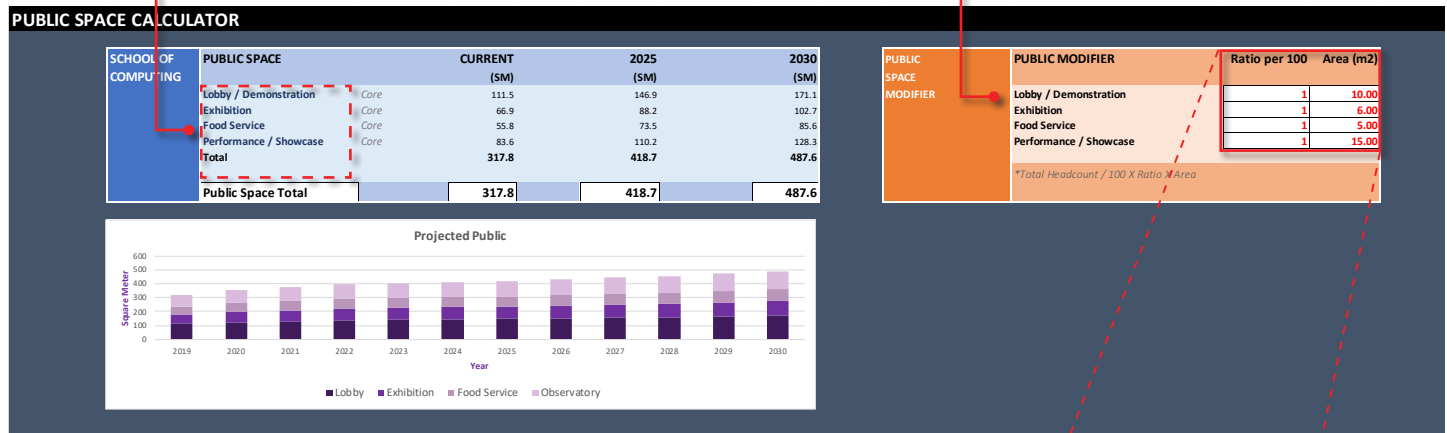 PUBLIC SPACE CALCULATOR
SCHOOL OF COMPUTING
PUBLIC SPACE CURRENT 2025 2030
(SM) (SM) (SM)
Lobby / Demonstration Core 111.5 146.9 171.1
Exhibition Core 66.9 88.2 102.7
Food Service Core 55.8 73.5 85.6
Performance / Showcase Core 83.6 110.2 128.3
Total 317.8 418.7 487.6
Public Space Total 317.8 418.7 487.6
PUBLIC
SPACE
MODIFIER
PUBLIC MODIFIER Ratio per 100 Area (m2)
Lobby / Demonstration 1 10.00
Exhibition 1 6.00
Food Service 1 5.00
Performance / Showcase 1 15.00
*Total Headcount / 100 X Ratio X Area
Projected Public
Square Meter
600
500
400
300
200
100
0
2019 2020 2021 2022 2023 2024 2025 2026 2027 2028 2029 2030
Year
Lobby Exhibition Food Service Observatory